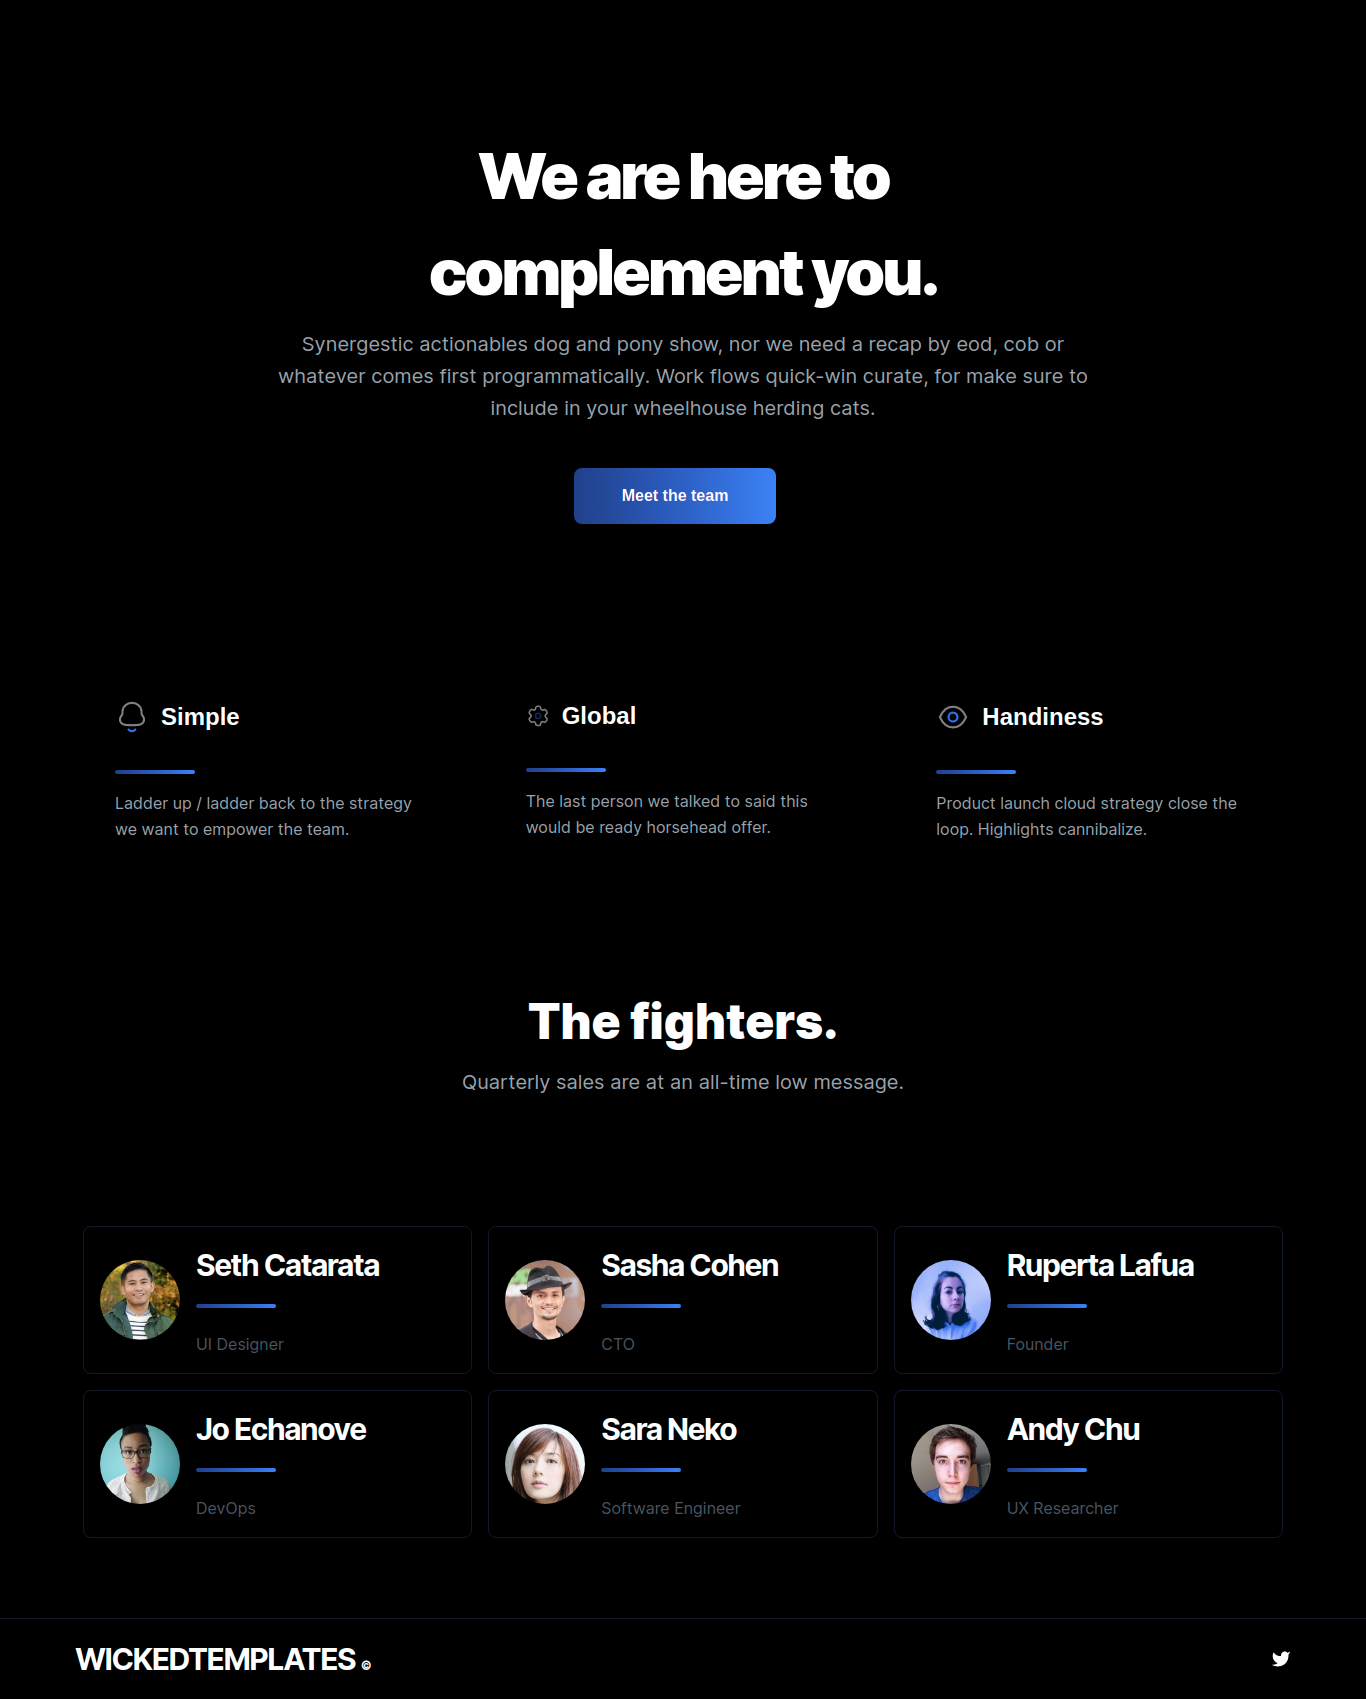 We are here to
complement you.
Synergestic actionables dog and pony show, nor we need a recap by eod, cob or
whatever comes first programmatically. Work flows quick-win curate, for make sure to
include in your wheelhouse herding cats.
Meet the team
Simple
Ladder up / ladder back to the strategy
we want to empower the team.
Global
The last person we talked to said this
would be ready horsehead offer.
Handiness
Product launch cloud strategy close the
loop. Highlights cannibalize.
The fighters.
Quarterly sales are at an all-time low message.
Seth Catarata
UI Designer
Sasha Cohen
CTO
Ruperta Lafua
Founder
Jo Echanove
DevOps
Sara Neko
Software Engineer
Andy Chu
UX Researcher
WICKEDTEMPLATES ©